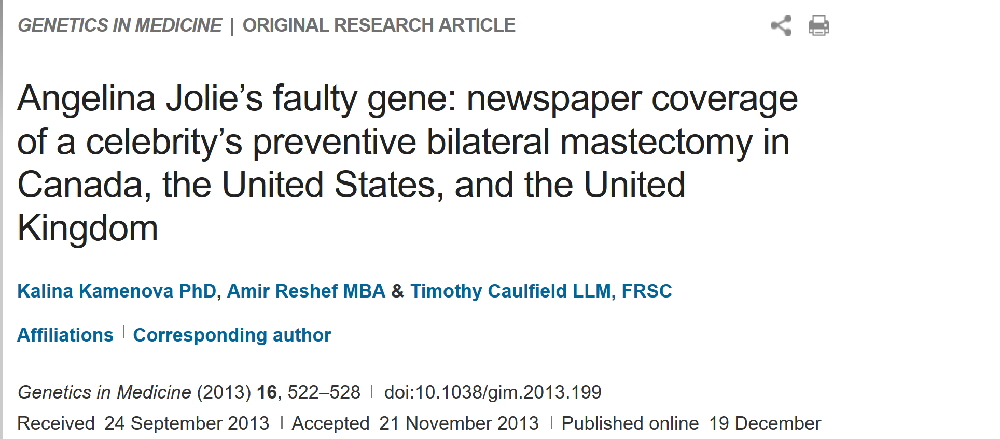 GENETICS IN MEDICINE | ORIGINAL RESEARCH ARTICLE
Angelina Jolie’s faulty gene: newspaper coverage
of a celebrity’s preventive bilateral mastectomy in
Canada, the United States, and the United
Kingdom
Kalina Kamenova PhD, Amir Reshef MBA & Timothy Caulfield LLM, FRSC
Affiliations | Corresponding author
Genetics in Medicine (2013) 16, 522–528 | doi:10.1038/gim.2013.199
Received 24 September 2013 | Accepted 21 November 2013 | Published online 19 December